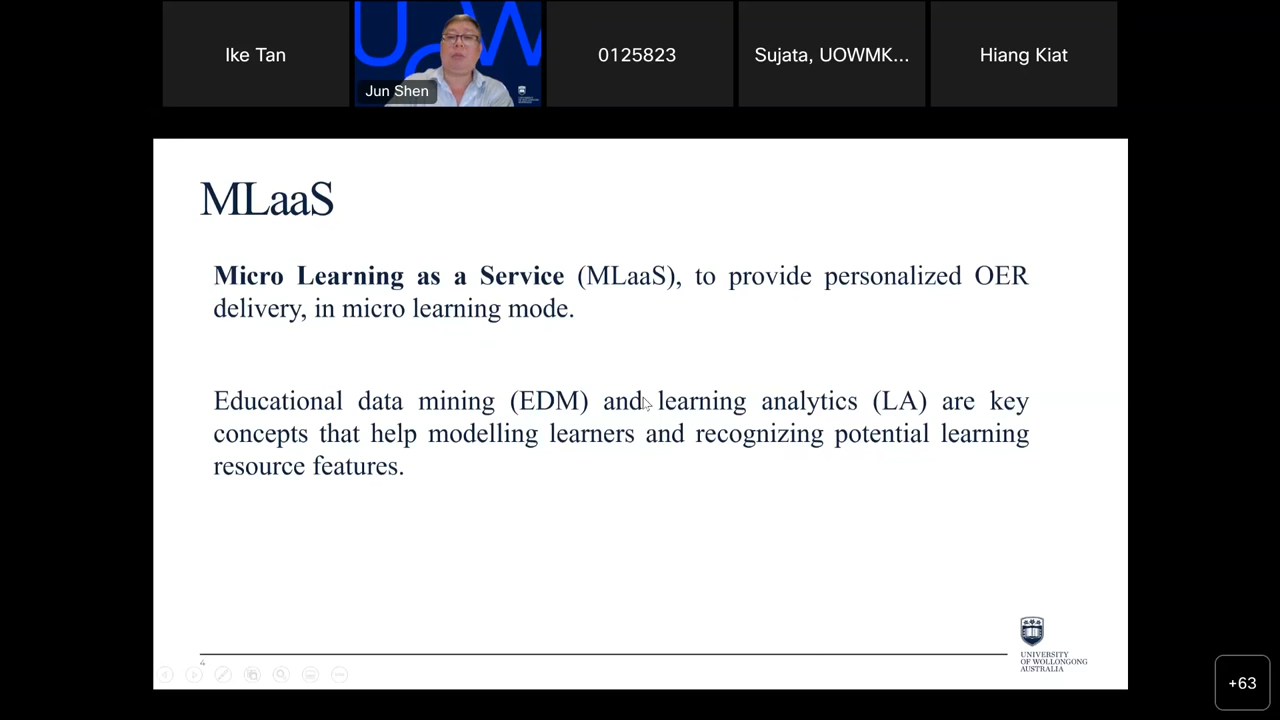 Ike Tan
UOW
Jun Shen
0125823
Sujata, UOWMK...
Hiang Kiat
MLaaS
Micro Learning as a Service (MLaaS), to provide personalized OER
delivery, in micro learning mode.
Educational data mining (EDM) and learning analytics (LA) are key
concepts that help modelling learners and recognizing potential learning
resource features.
4
UNIVERSITY
OF WOLLONGONG
AUSTRALIA
+63